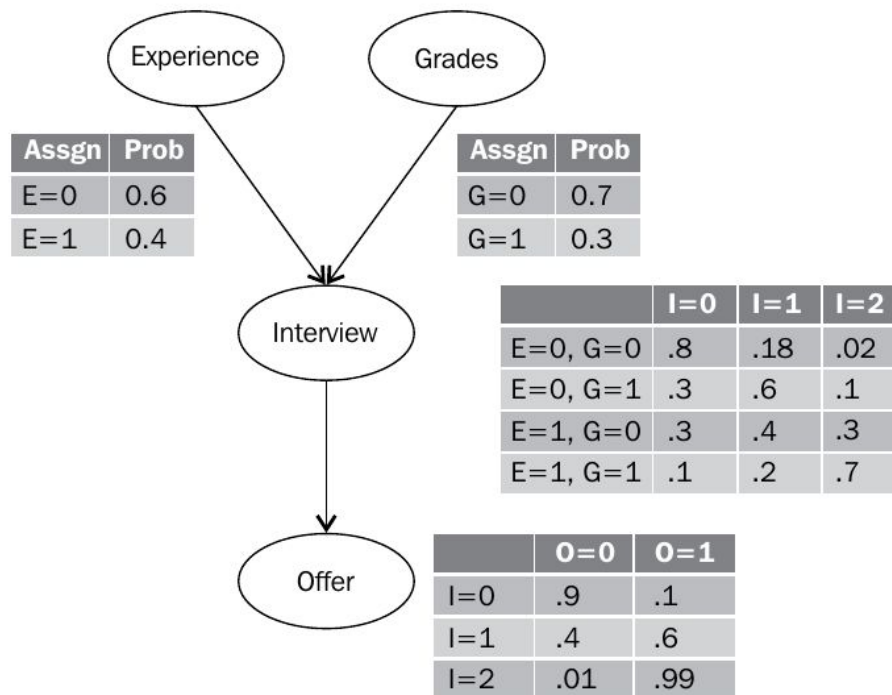 Experience
Grades
Assgn Prob
E=0 0.6
E=1 0.4
Assgn Prob
G=0 0.7
G=1 0.3
Interview
I=0 I=1 I=2
E=0, G=0 .8 .18 .02
E=0, G=1 .3 .6 .1
E=1, G=0 .3 .4 .3
E=1, G=1 .1 .2 .7
Offer
O=0 O=1
I=0 .9 .1
I=1 .4 .6
I=2 .01 .99